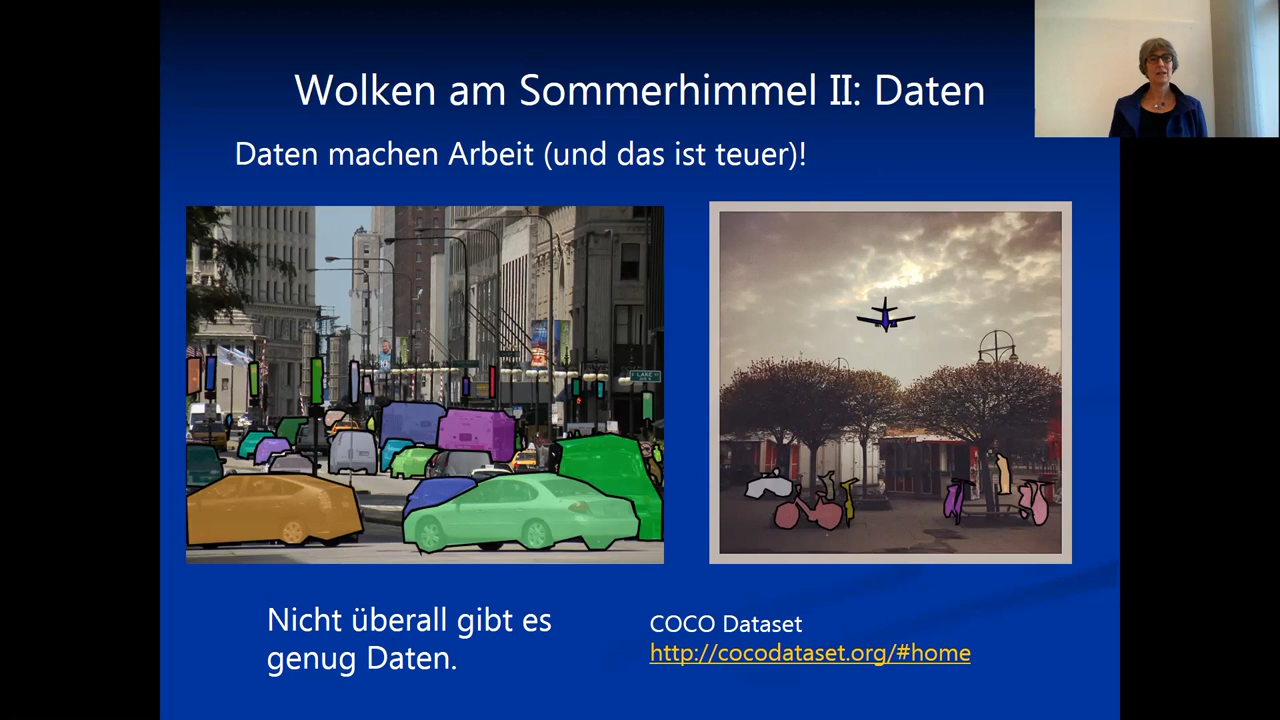 Wolken am Sommerhimmel II: Daten
Daten machen Arbeit (und das ist teuer)!
E LAKE
Nicht überall gibt es
genug Daten.
COCO Dataset
http://cocodataset.org/#home